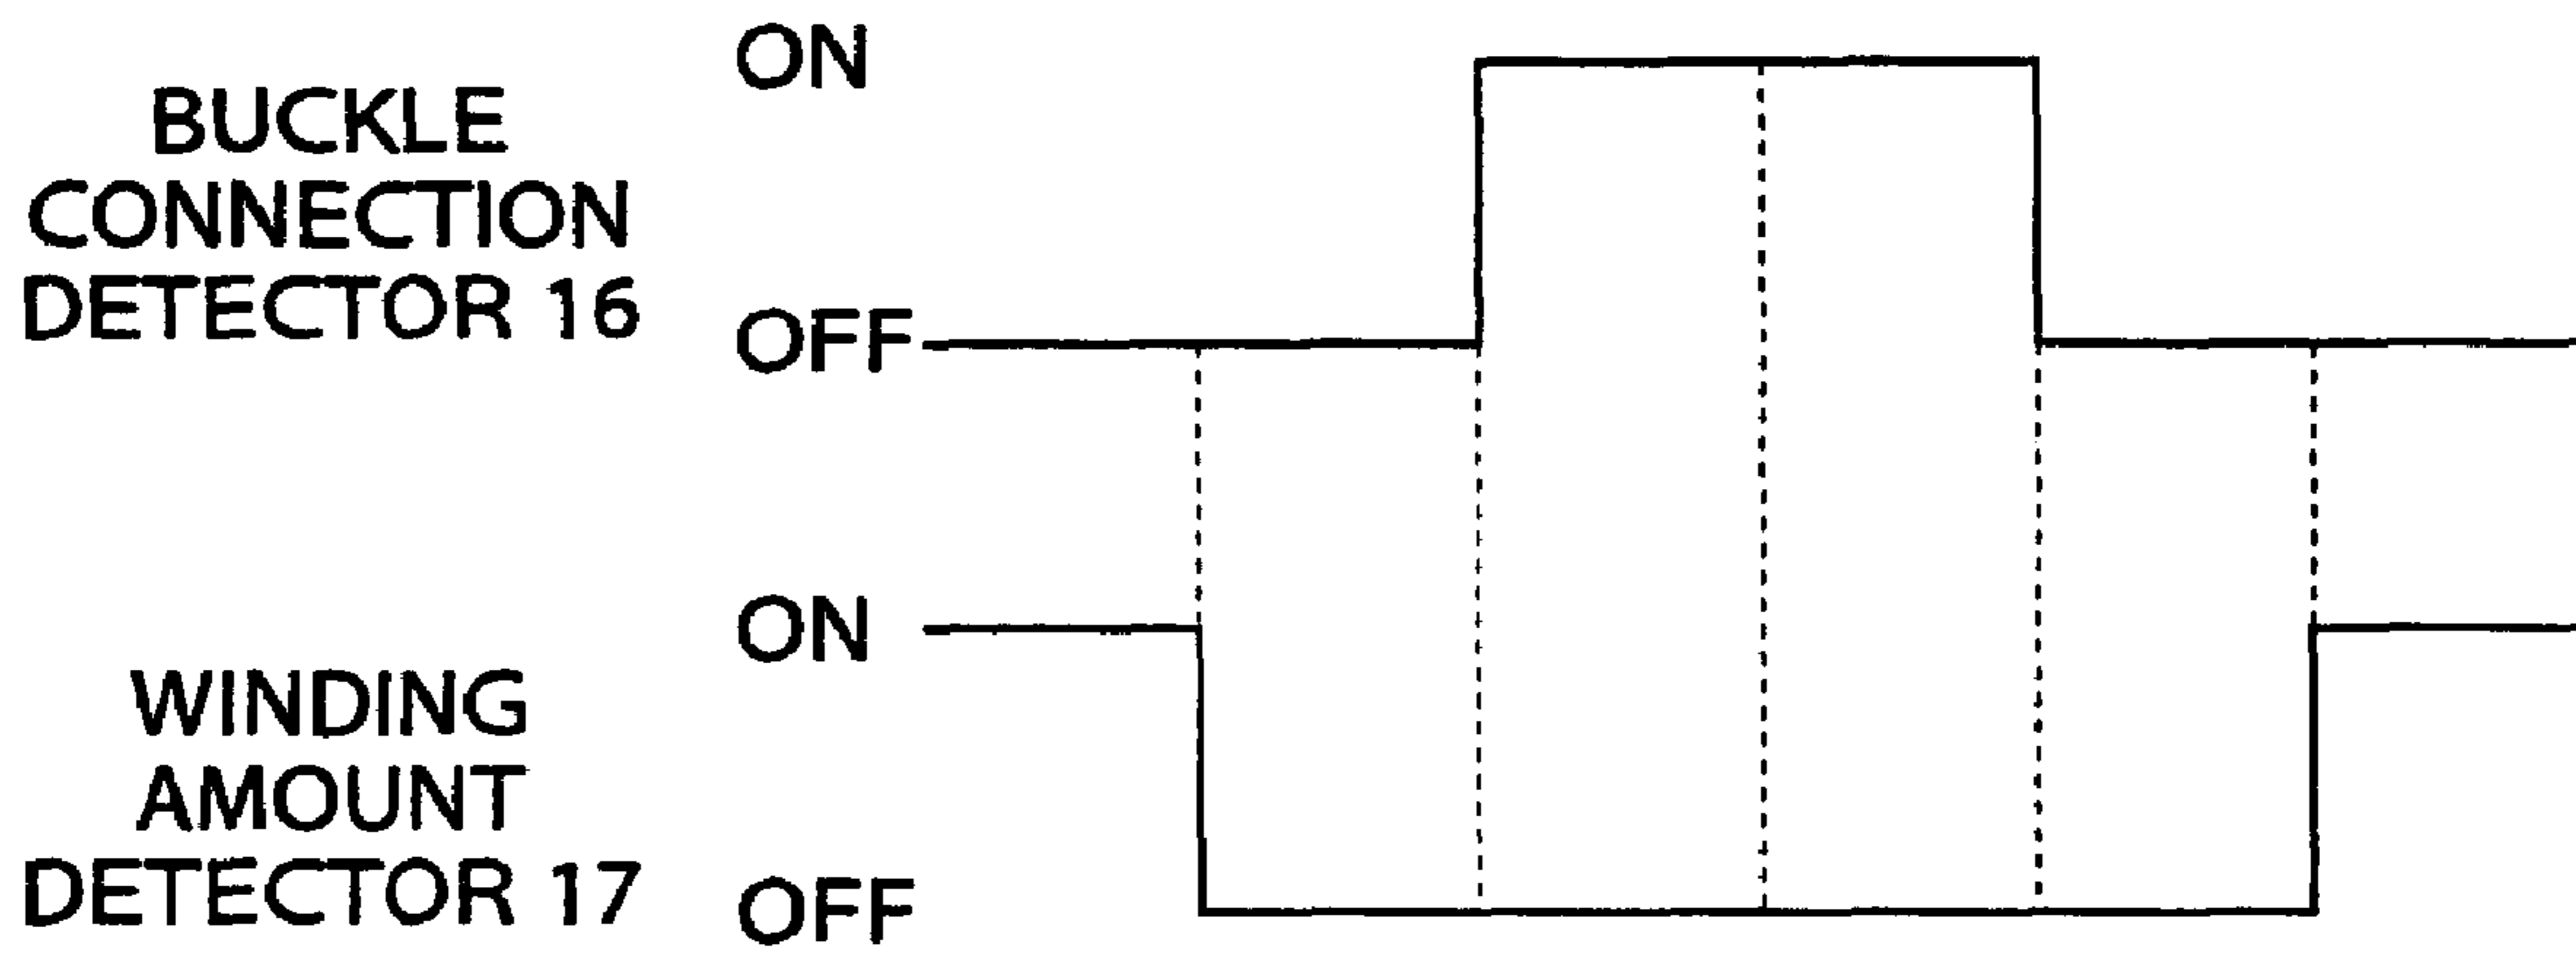 BUCKLE
CONNECTION
DETECTOR 16
ON
OFF
WINDING
AMOUNT
DETECTOR 17
ON
OFF